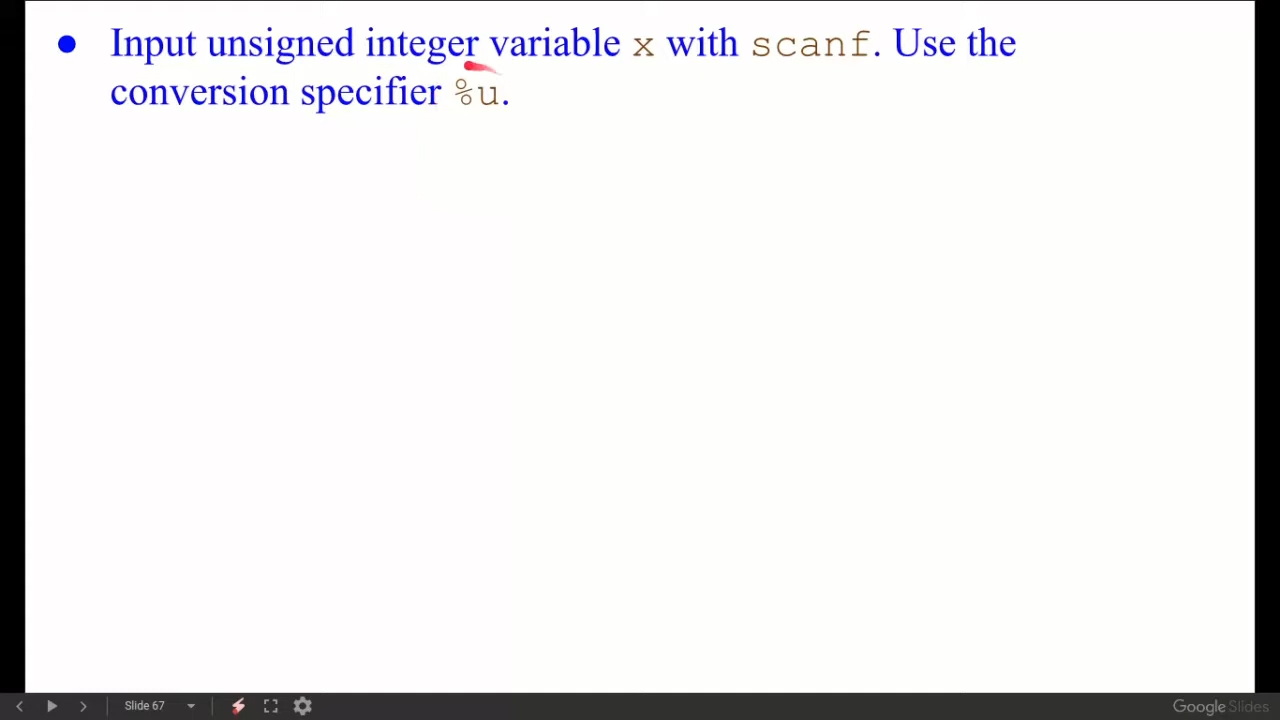 ● Input unsigned integer variable x with scanf. Use the
conversion specifier %u.
Slide 67
Google Slides